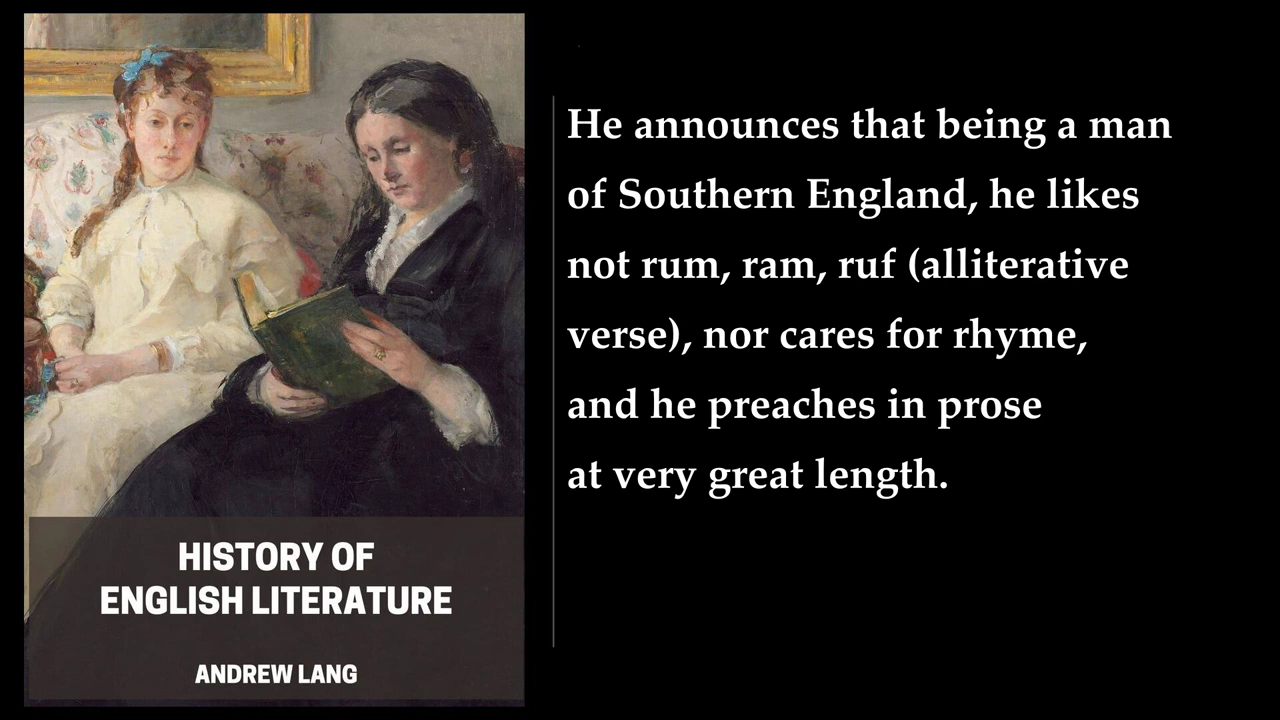 He announces that being a man
of Southern England, he likes
not rum, ram, ruf (alliterative
verse), nor cares for rhyme,
and he preaches in prose
at very great length.
HISTORY OF
ENGLISH LITERATURE
ANDREW LANG